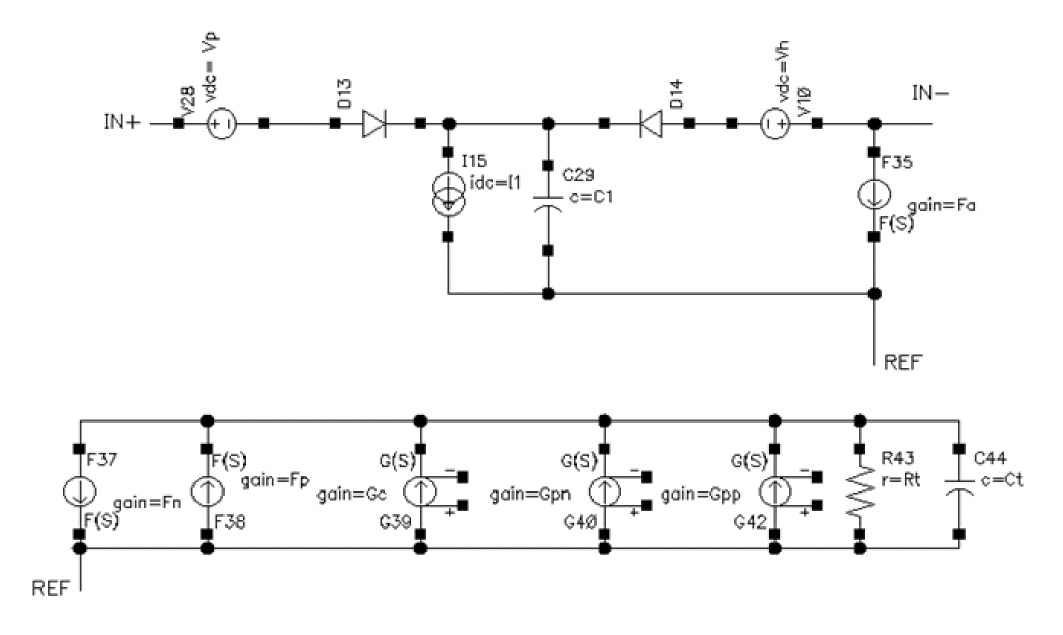 vdc= Vp
V28
D13
D14
vdc=Vh
V10
IN+
IN-
+ -
- +
I15
idc=I1
C29
c=C1
F35
gain=Fa
F(S)
REF
F37
F(S)
G(S)
G(S)
G(S)
R43
r=Rt
C44
c=Ct
gain=Fn
gain=Fp
gain=Gc
gain=Gpn
gain=Gpp
-
-
-
+
+
+
F(S)
F38
G39
G40
G42
REF